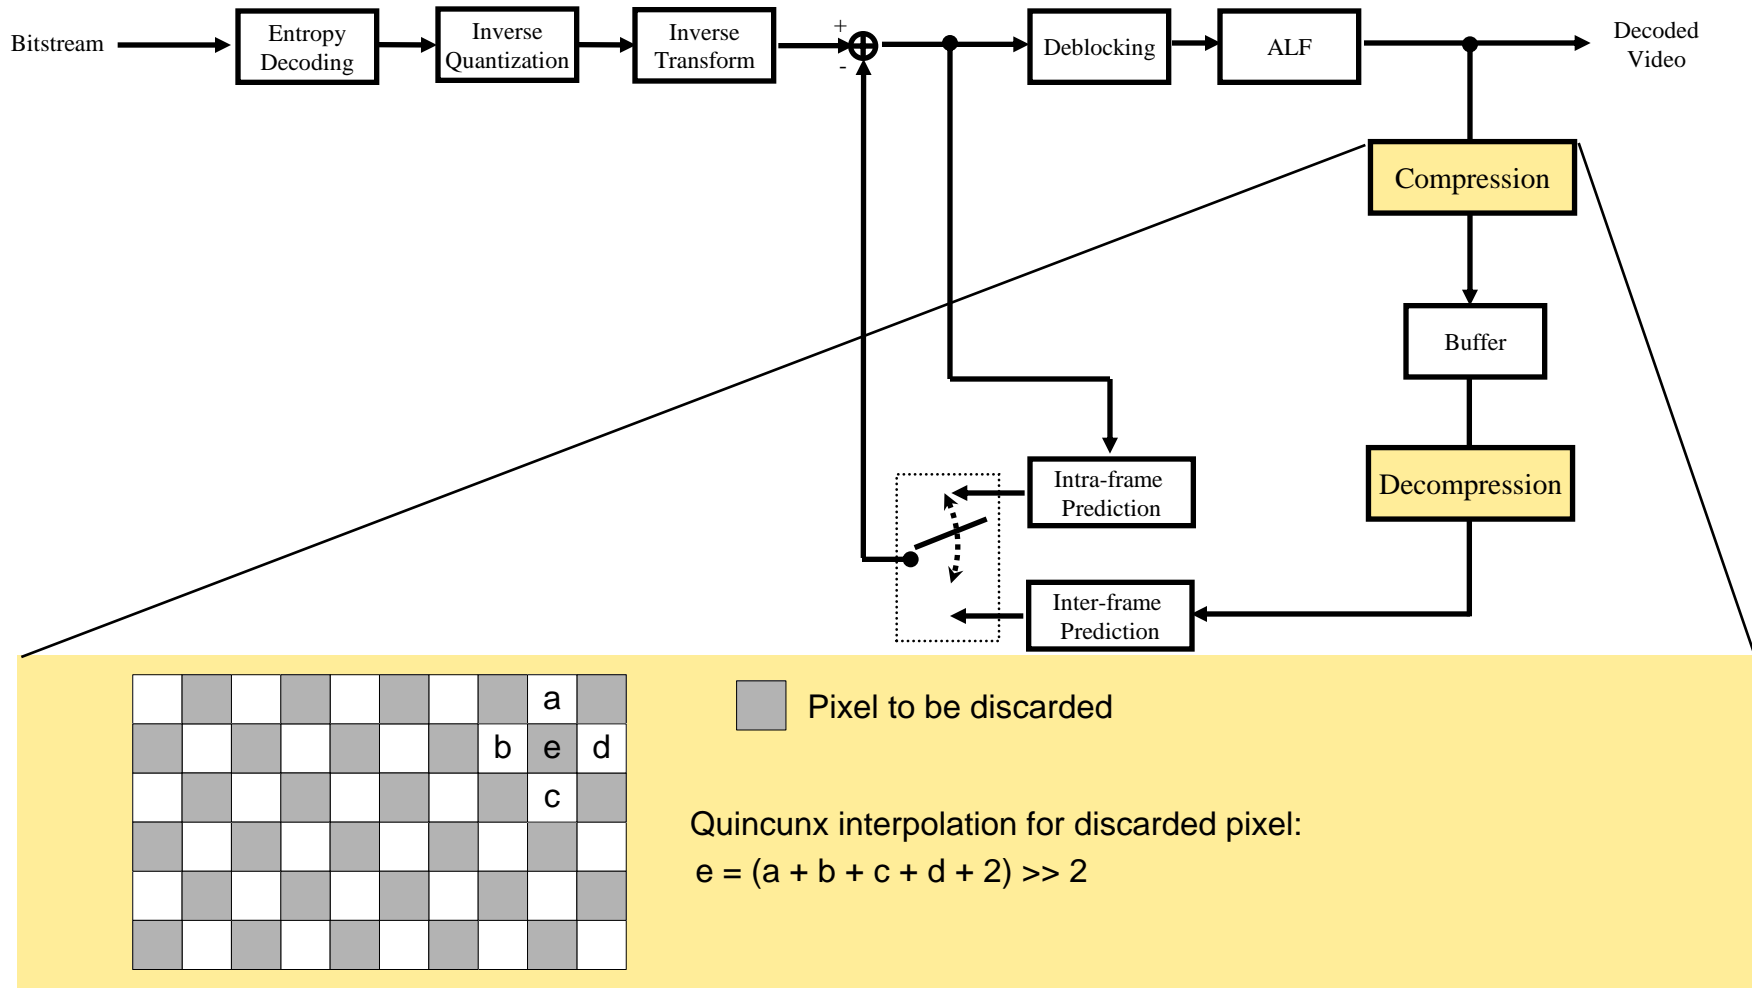 Bitstream
Entropy
Decoding
Inverse
Quantization
Inverse
Transform
+
-
Deblocking
ALF
Decoded
Video
Compression
Buffer
Decompression
Intra-frame
Prediction
Inter-frame
Prediction
a
b e d
c
Pixel to be discarded
Quincunx interpolation for discarded pixel:
e = (a + b + c + d + 2) >> 2